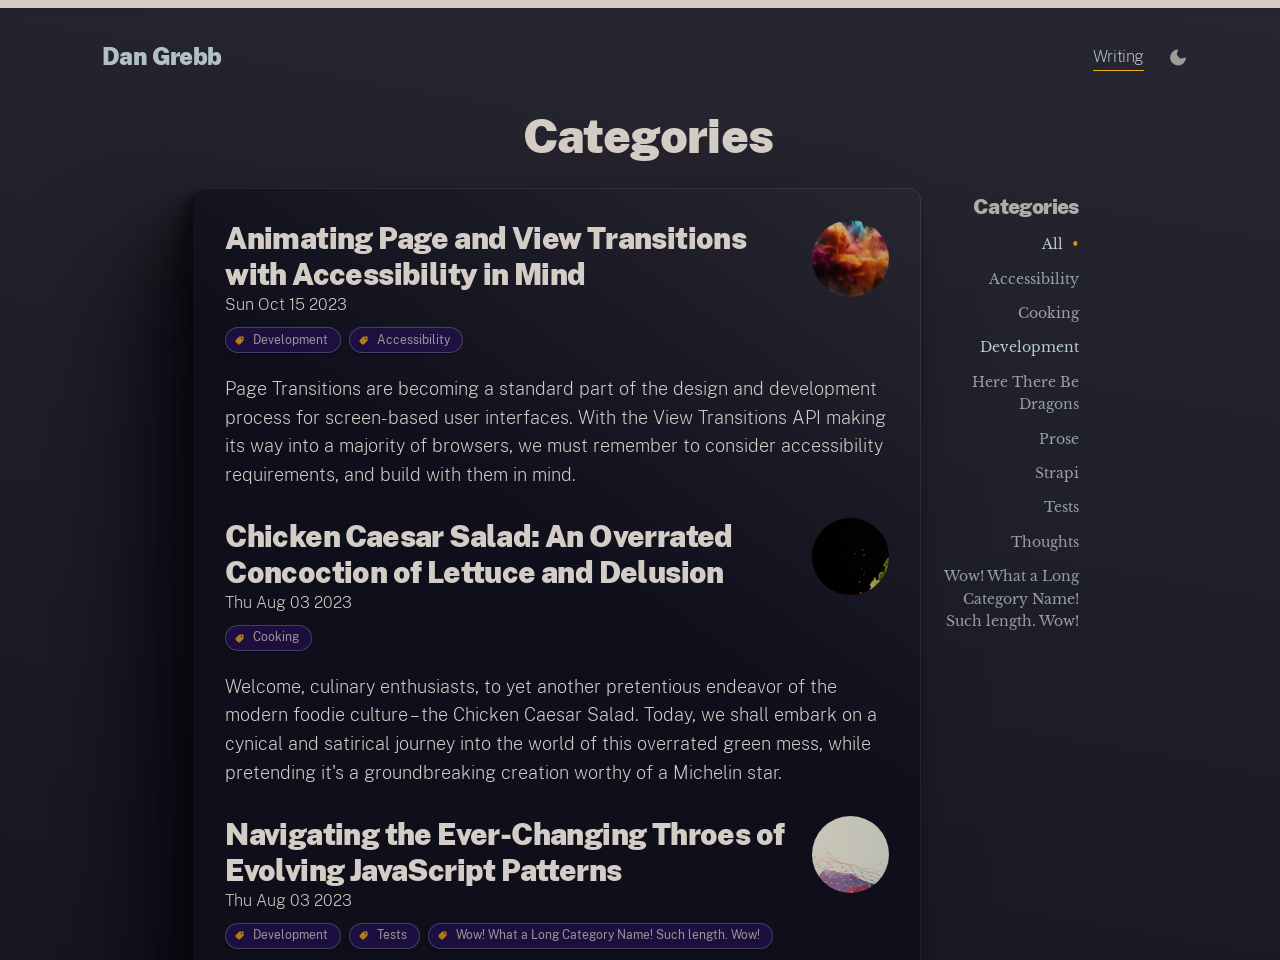 Dan Grebb
Writing
Categories
Animating Page and View Transitions
with Accessibility in Mind
Sun Oct 15 2023
Development
Accessibility
Page Transitions are becoming a standard part of the design and development
process for screen-based user interfaces. With the View Transitions API making
its way into a majority of browsers, we must remember to consider accessibility
requirements, and build with them in mind.
Chicken Caesar Salad: An Overrated
Concoction of Lettuce and Delusion
Thu Aug 03 2023
Cooking
Welcome, culinary enthusiasts, to yet another pretentious endeavor of the
modern foodie culture – the Chicken Caesar Salad. Today, we shall embark on a
cynical and satirical journey into the world of this overrated green mess, while
pretending it's a groundbreaking creation worthy of a Michelin star.
Navigating the Ever-Changing Throes of
Evolving JavaScript Patterns
Thu Aug 03 2023
Development
Tests
Wow! What a Long Category Name! Such length. Wow!
Categories
All •
Accessibility
Cooking
Development
Here There Be
Dragons
Prose
Strapi
Tests
Thoughts
Wow! What a Long
Category Name!
Such length. Wow!